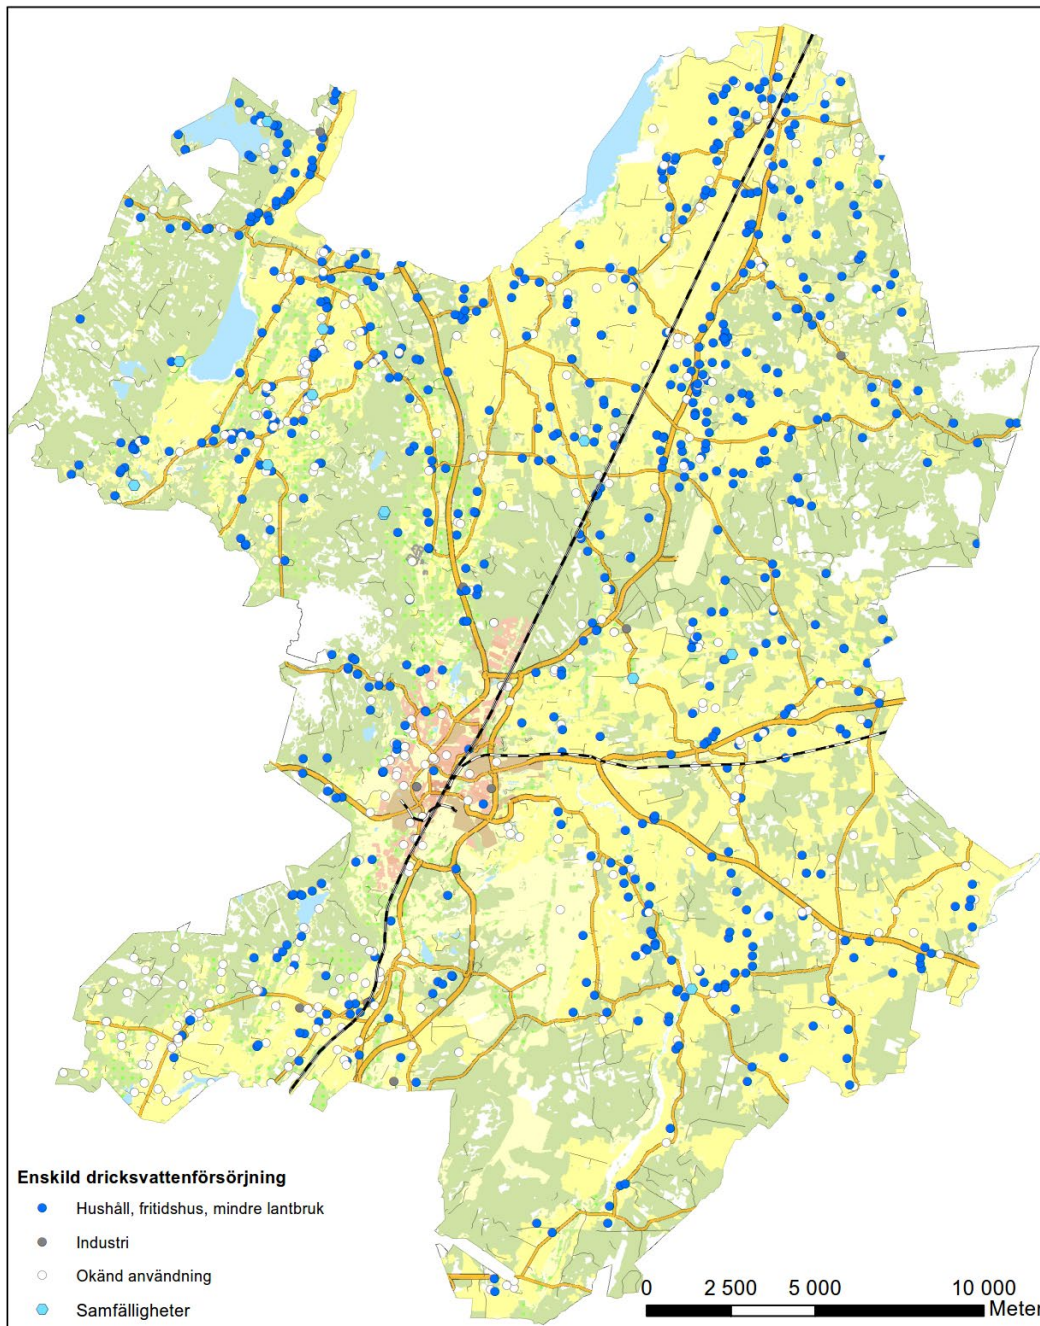 Enskild dricksvattenförsörjning
Hushåll, fritidshus, mindre lantbruk
Industri
Okänd användning
Samfälligheter
0 2 500 5 000 10 000
Meter